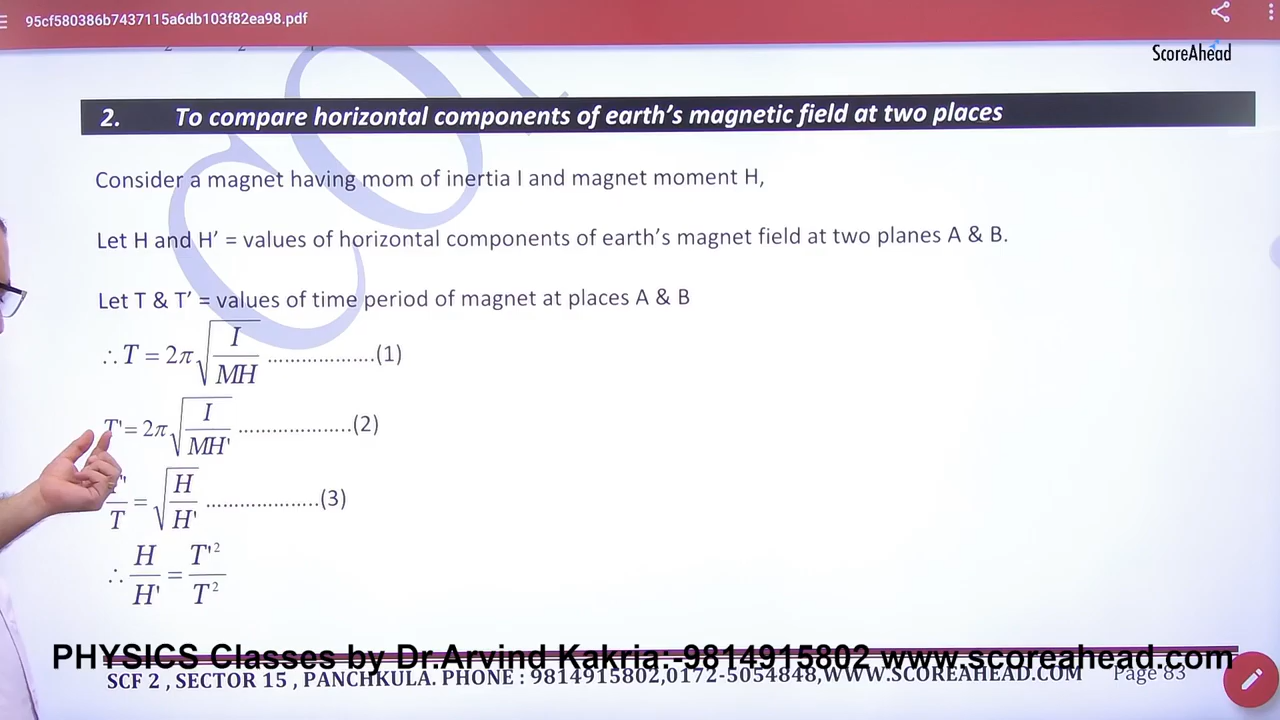 95cf580386b7437115a6db103f82ea98.pdf
ScoreAhead
2. To compare horizontal components of earth's magnetic field at two places
Consider a magnet having mom of inertia I and magnet moment H,
Let H and H' = values of horizontal components of earth's magnet field at two planes A & B.
Let T & T' = values of time period of magnet at places A & B
∴ T = 2π√(I/MH) ...................(1)
T' = 2π√(I/MH') ....................(2)
T'/T = √(H/H') ....................(3)
∴ H/H' = T'²/T²
PHYSICS Classes by Dr.Arvind Kakria:-9814915802 www.scoreahead.com
SCF 2 , SECTOR 15 , PANCHKULA. PHONE : 9814915802,0172-5054848,WWW.SCOREAHEAD.COM Page 83